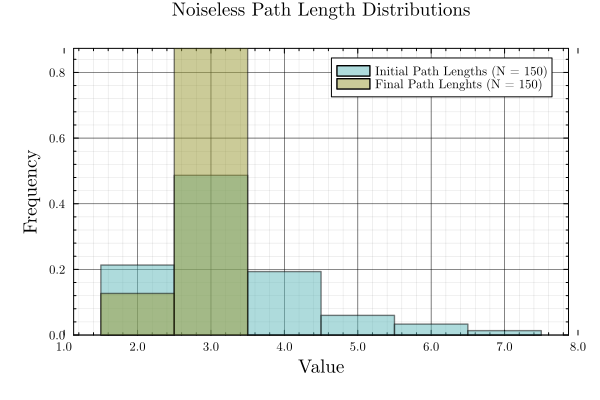 Noiseless Path Length Distributions
Initial Path Lengths (N = 150)
Final Path Lenghts (N = 150)
Frequency
0.8
0.6
0.4
0.2
0.0
1.0 2.0 3.0 4.0 5.0 6.0 7.0 8.0
Value